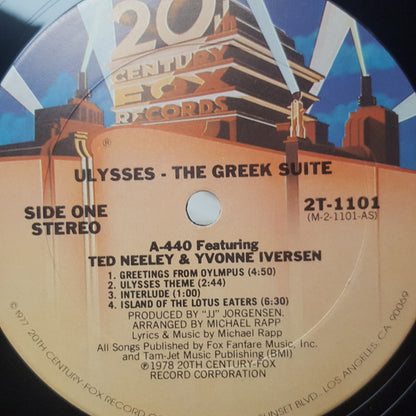 20th
CENTURY
FOX
RECORDS
®
ULYSSES - THE GREEK SUITE
SIDE ONE
STEREO
2T-1101
(M-2-1101-AS)
A-440 Featuring
TED NEELEY & YVONNE IVERSEN
1. GREETINGS FROM OYLMPUS (4:50)
2. ULYSSES THEME (2:44)
3. INTERLUDE (1:00)
4. ISLAND OF THE LOTUS EATERS (6:30)
PRODUCED BY "JJ" JORGENSEN.
ARRANGED BY MICHAEL RAPP
Lyrics & Music by Michael Rapp
All Songs Published by Fox Fanfare Music, Inc.
and Tam-Jet Music Publishing (BMI)
℗ 1978 20TH CENTURY-FOX
RECORD CORPORATION
©1977, 20TH CENTURY-FOX RECORD
SUNSET BLVD. · LOS ANGELES, CA. 90069